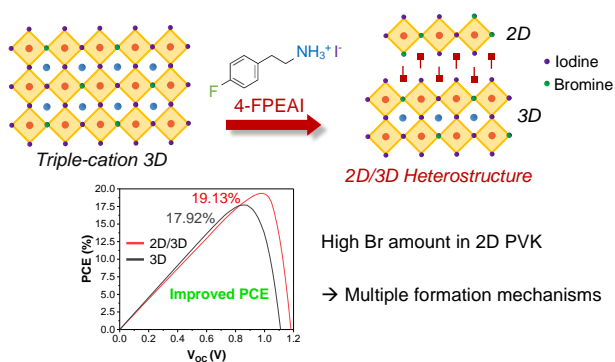 NH₃⁺ I⁻
F
4-FPEAI
Triple-cation 3D
2D
Iodine
Bromine
3D
2D/3D Heterostructure
20.0
17.5
15.0
12.5
10.0
7.5
5.0
2.5
0.0
PCE (%)
19.13%
17.92%
2D/3D
3D
Improved PCE
0.0 0.2 0.4 0.6 0.8 1.0 1.2
V_OC (V)
High Br amount in 2D PVK
→ Multiple formation mechanisms